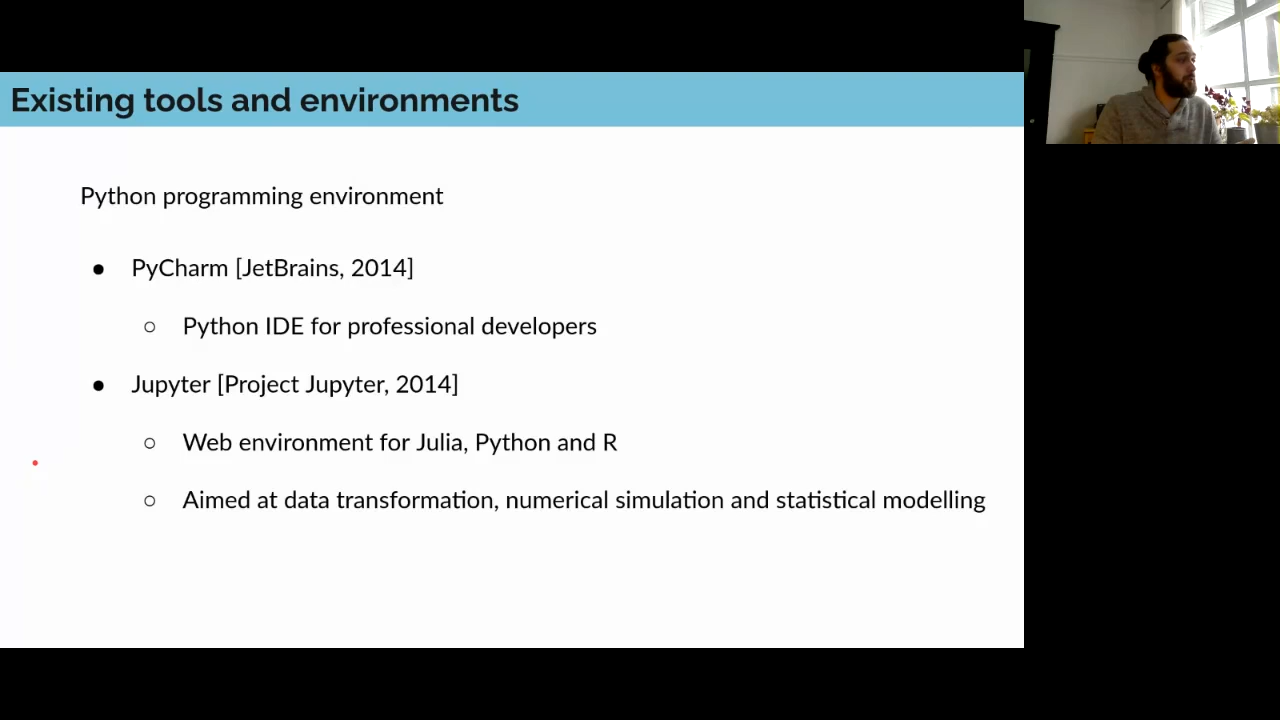 Existing tools and environments
Python programming environment
● PyCharm [JetBrains, 2014]
○ Python IDE for professional developers
● Jupyter [Project Jupyter, 2014]
○ Web environment for Julia, Python and R
○ Aimed at data transformation, numerical simulation and statistical modelling